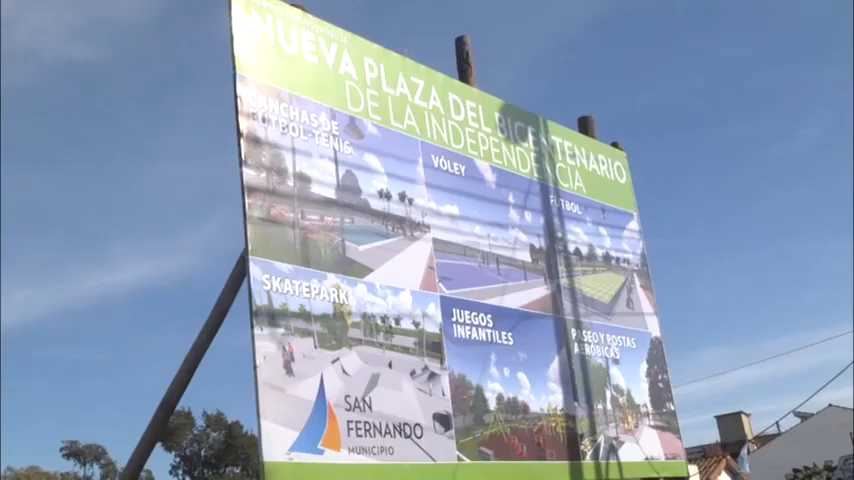 NUEVA PLAZA DEL BICENTENARIO
DE LA INDEPENDENCIA
CANCHAS DE
FÚTBOL-TENIS
VÓLEY
FÚTBOL
SKATEPARK
JUEGOS
INFANTILES
PASEO Y POSTAS
AERÓBICAS
SAN
FERNANDO
MUNICIPIO